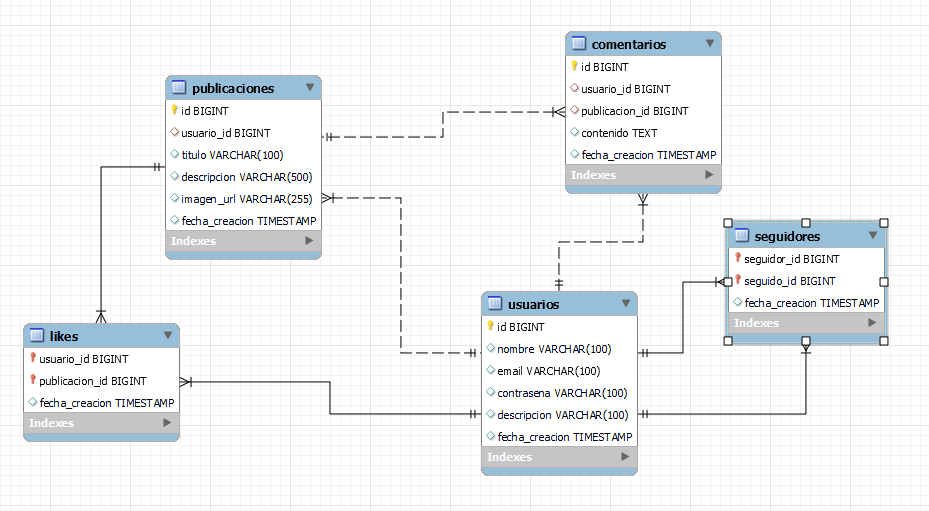 publicaciones
id BIGINT
usuario_id BIGINT
titulo VARCHAR(100)
descripcion VARCHAR(500)
imagen_url VARCHAR(255)
fecha_creacion TIMESTAMP
Indexes
comentarios
id BIGINT
usuario_id BIGINT
publicacion_id BIGINT
contenido TEXT
fecha_creacion TIMESTAMP
Indexes
seguidores
seguidor_id BIGINT
seguido_id BIGINT
fecha_creacion TIMESTAMP
Indexes
likes
usuario_id BIGINT
publicacion_id BIGINT
fecha_creacion TIMESTAMP
Indexes
usuarios
id BIGINT
nombre VARCHAR(100)
email VARCHAR(100)
contrasena VARCHAR(100)
descripcion VARCHAR(100)
fecha_creacion TIMESTAMP
Indexes